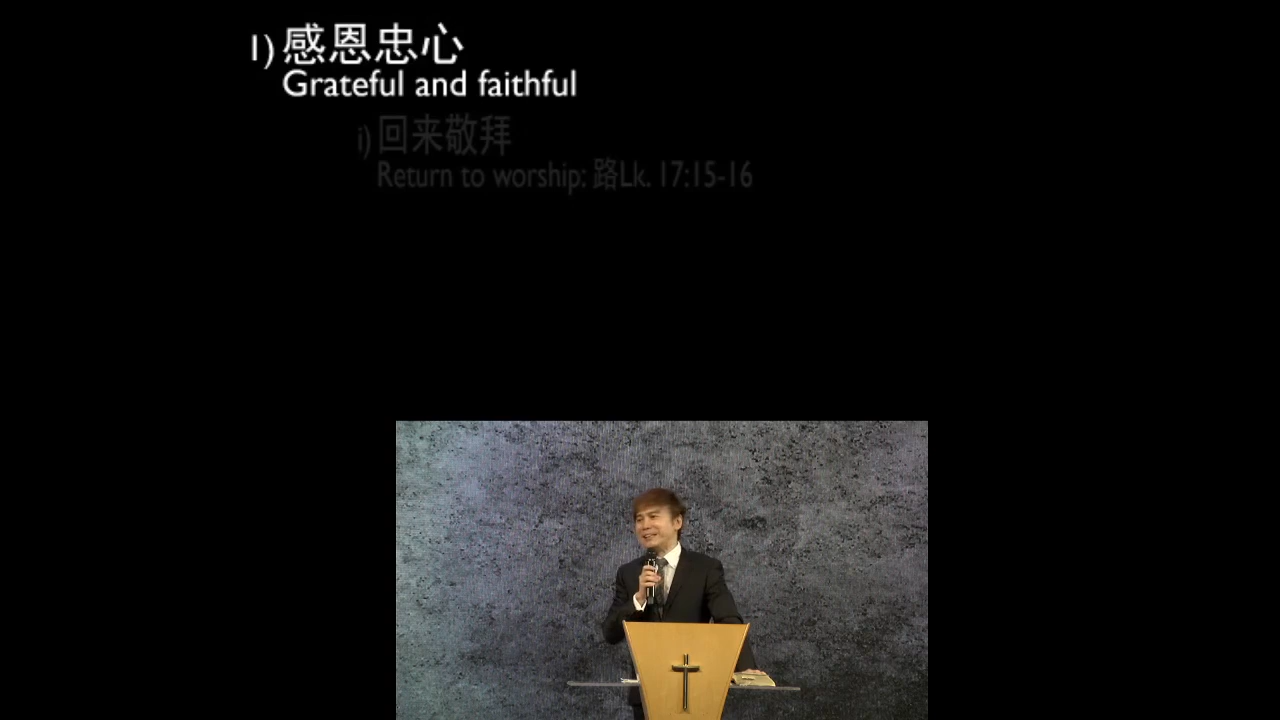 1) 感恩忠心
Grateful and faithful
i) 回来敬拜
Return to worship: 路Lk. 17:15-16